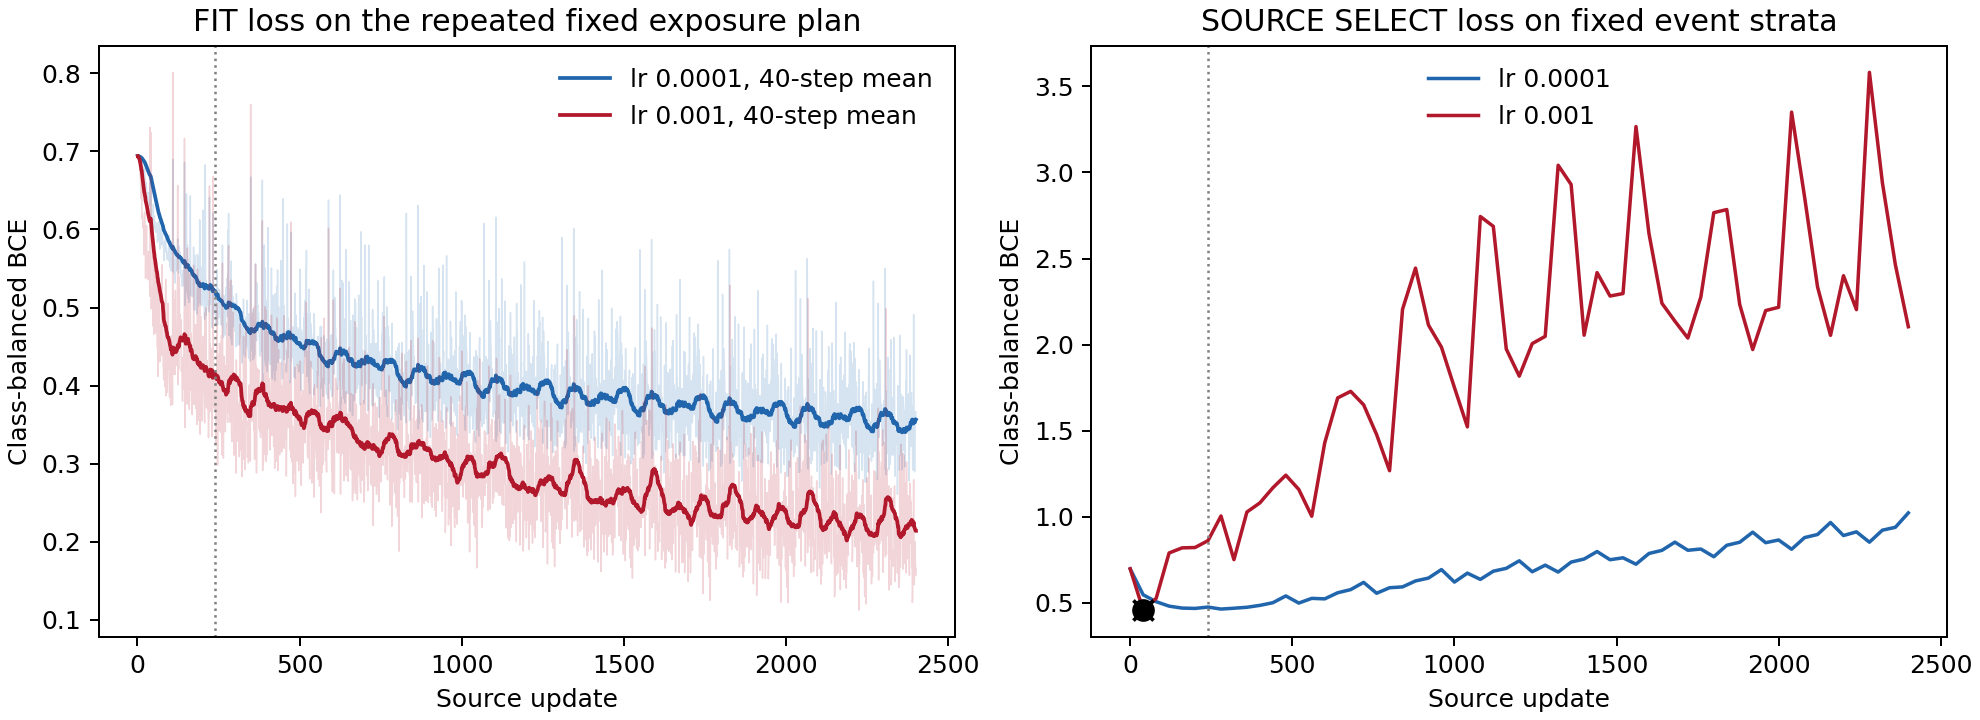 FIT loss on the repeated fixed exposure plan
lr 0.0001, 40-step mean
lr 0.001, 40-step mean
Class-balanced BCE
0.8
0.7
0.6
0.5
0.4
0.3
0.2
0.1
0
500
1000
1500
2000
2500
Source update
SOURCE SELECT loss on fixed event strata
lr 0.0001
lr 0.001
Class-balanced BCE
3.5
3.0
2.5
2.0
1.5
1.0
0.5
0
500
1000
1500
2000
2500
Source update